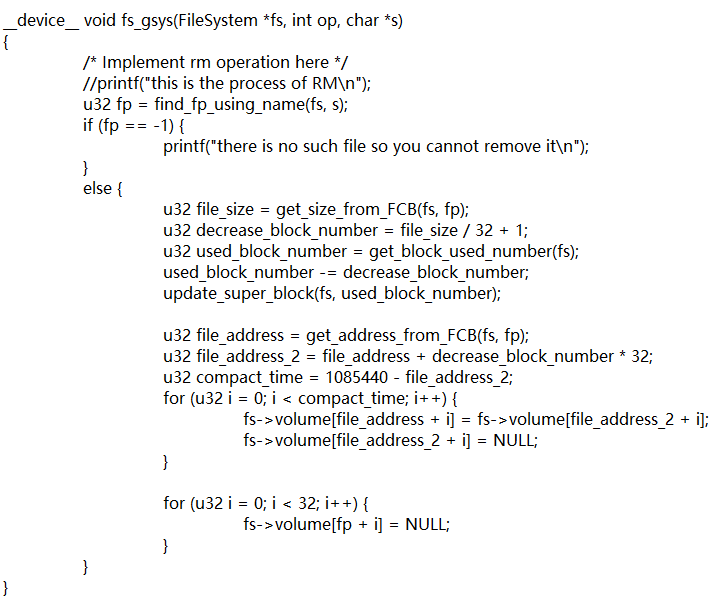 __device__ void fs_gsys(FileSystem *fs, int op, char *s)
{
/* Implement rm operation here */
//printf("this is the process of RM\n");
u32 fp = find_fp_using_name(fs, s);
if (fp == -1) {
printf("there is no such file so you cannot remove it\n");
}
else {
u32 file_size = get_size_from_FCB(fs, fp);
u32 decrease_block_number = file_size / 32 + 1;
u32 used_block_number = get_block_used_number(fs);
used_block_number -= decrease_block_number;
update_super_block(fs, used_block_number);
u32 file_address = get_address_from_FCB(fs, fp);
u32 file_address_2 = file_address + decrease_block_number * 32;
u32 compact_time = 1085440 - file_address_2;
for (u32 i = 0; i < compact_time; i++) {
fs->volume[file_address + i] = fs->volume[file_address_2 + i];
fs->volume[file_address_2 + i] = NULL;
}
for (u32 i = 0; i < 32; i++) {
fs->volume[fp + i] = NULL;
}
}
}